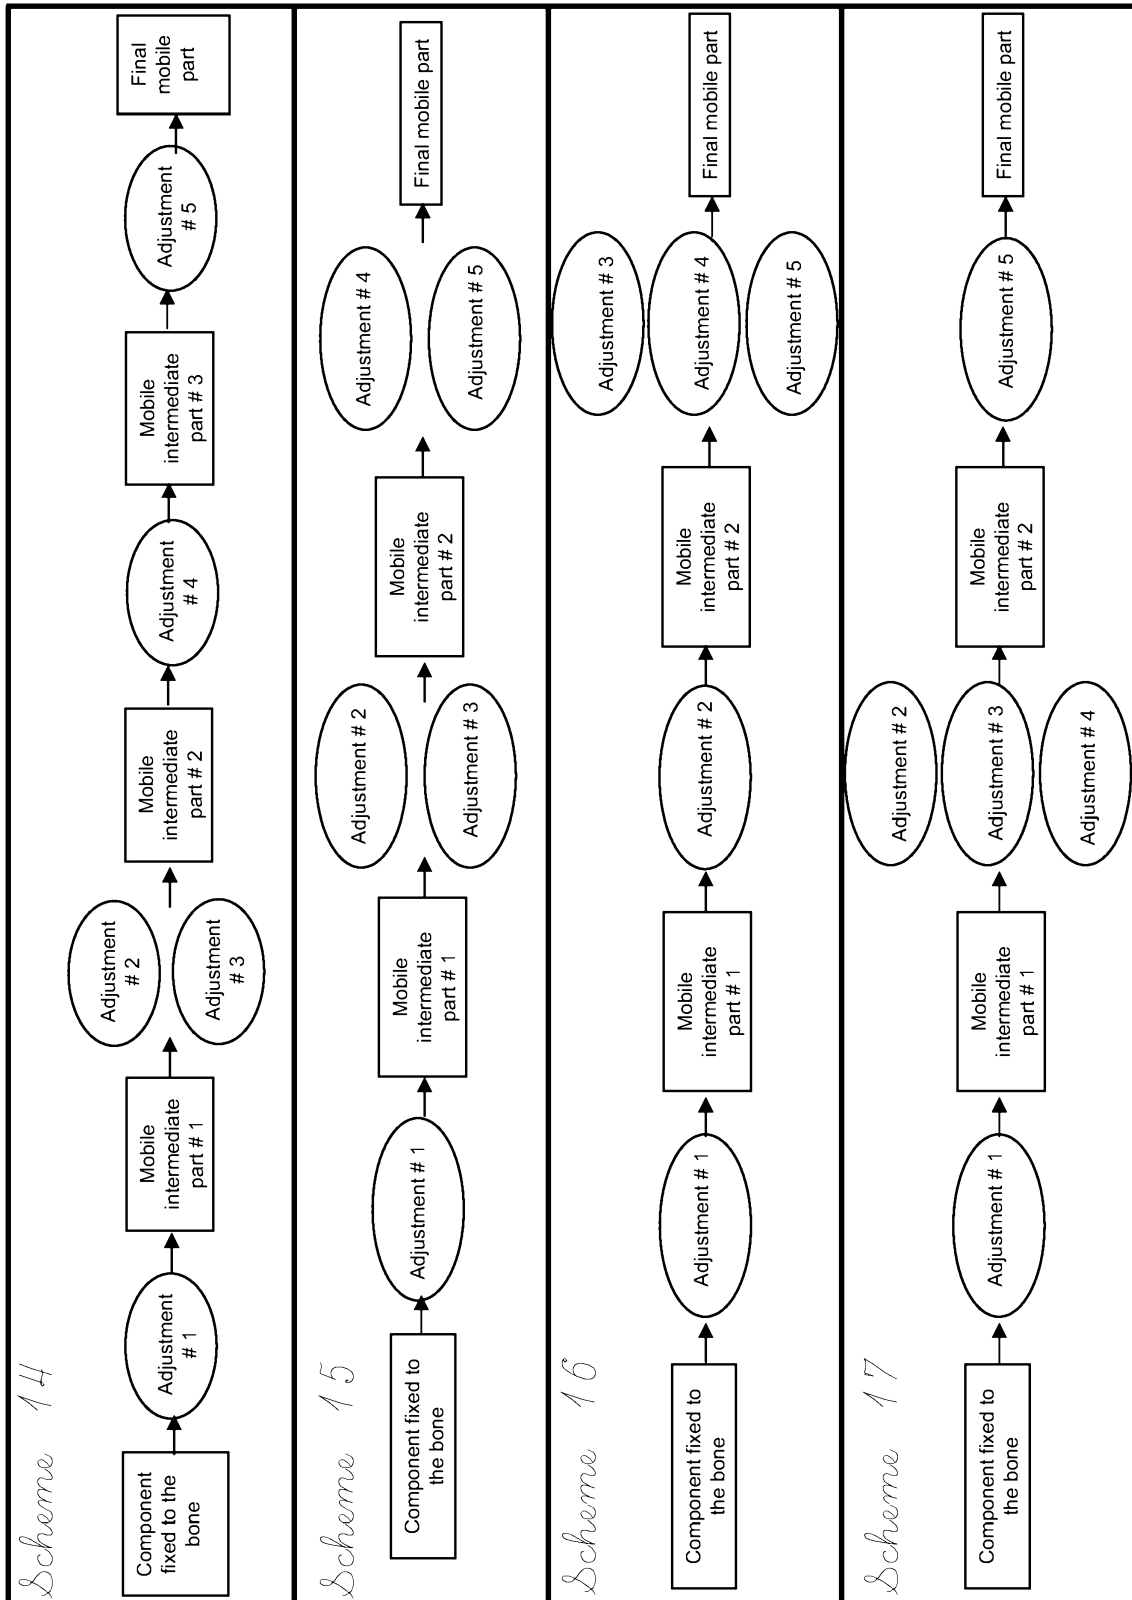 Scheme 14
Component
fixed to the
bone
Adjustment
# 1
Mobile
intermediate
part # 1
Adjustment
# 2
Adjustment
# 3
Mobile
intermediate
part # 2
Adjustment
# 4
Mobile
intermediate
part # 3
Adjustment
# 5
Final
mobile
part
Scheme 15
Component fixed to
the bone
Adjustment # 1
Mobile
intermediate
part # 1
Adjustment # 2
Adjustment # 3
Mobile
intermediate
part # 2
Adjustment # 4
Adjustment # 5
Final mobile part
Scheme 16
Component fixed to
the bone
Adjustment # 1
Mobile
intermediate
part # 1
Adjustment # 2
Mobile
intermediate
part # 2
Adjustment # 3
Adjustment # 4
Adjustment # 5
Final mobile part
Scheme 17
Component fixed to
the bone
Adjustment # 1
Mobile
intermediate
part # 1
Adjustment # 2
Adjustment # 3
Adjustment # 4
Mobile
intermediate
part # 2
Adjustment # 5
Final mobile part